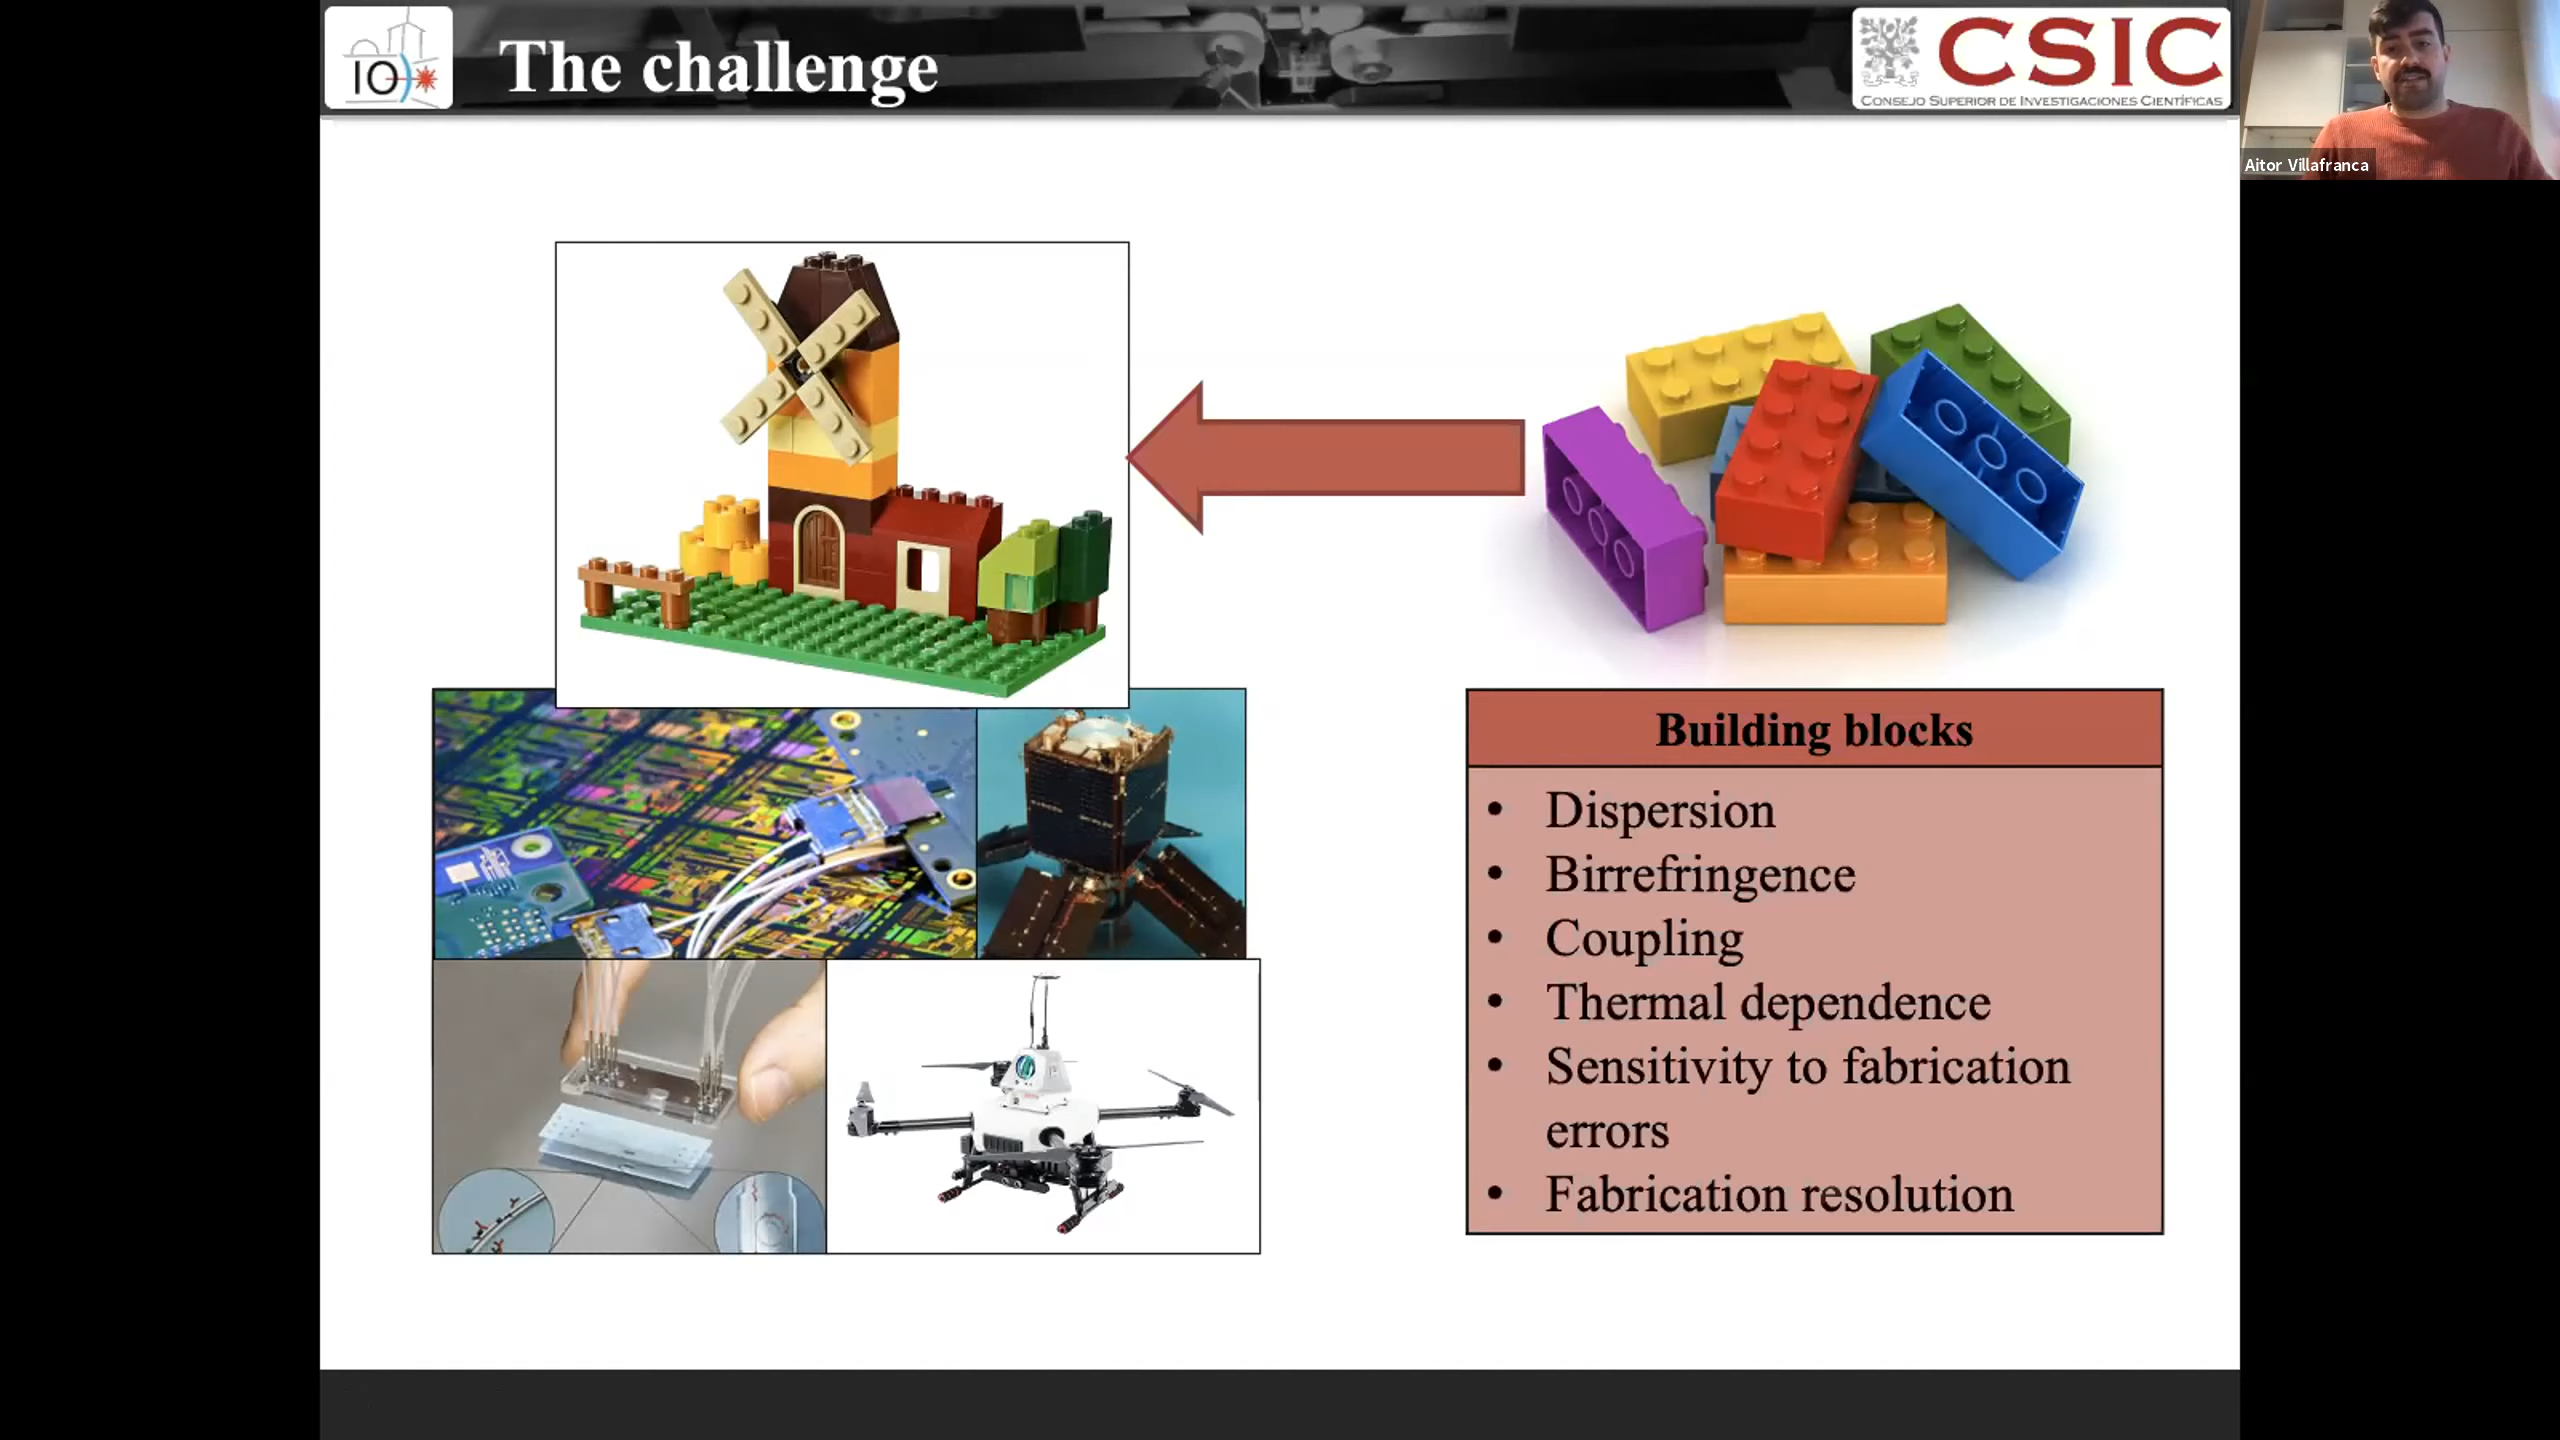 The challenge
IO
CSIC
CONSEJO SUPERIOR DE INVESTIGACIONES CIENTÍFICAS
Aitor Villafranca
Building blocks
• Dispersion
• Birrefringence
• Coupling
• Thermal dependence
• Sensitivity to fabrication
errors
• Fabrication resolution